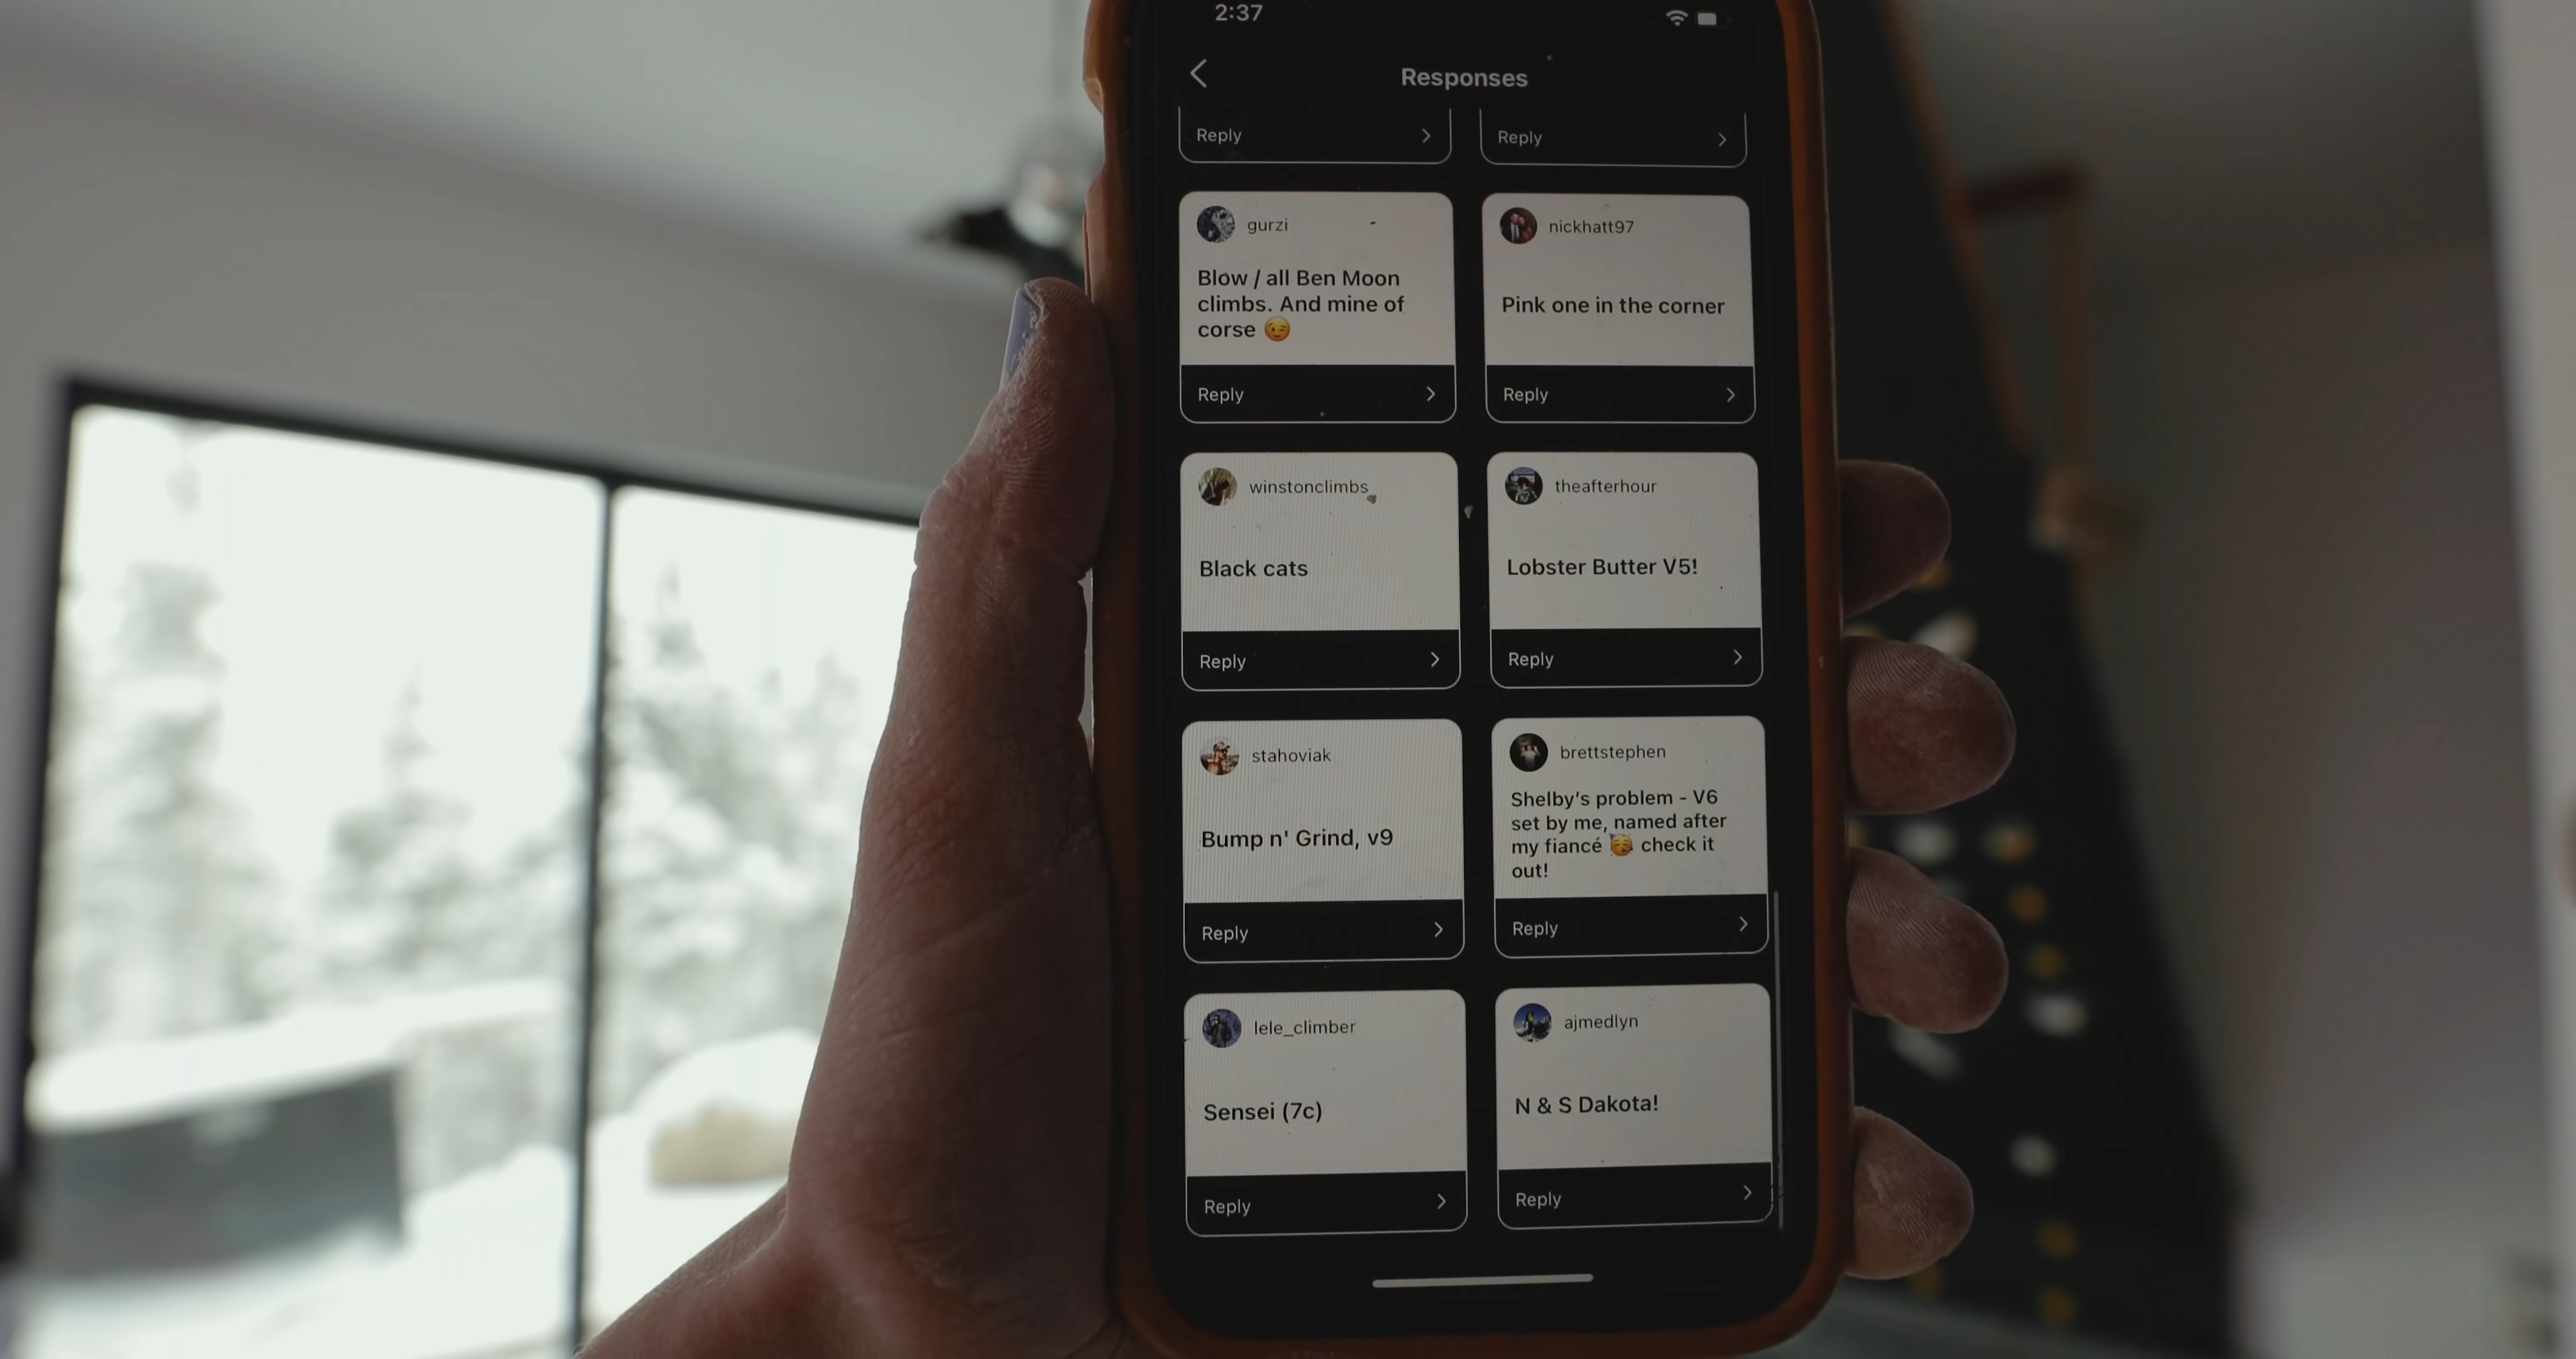 2:37
Responses
Reply
Reply
gurzi
Blow / all Ben Moon
climbs. And mine of
corse 😉
Reply
nickhatt97
Pink one in the corner
Reply
winstonclimbs
Black cats
Reply
theafterhour
Lobster Butter V5!
Reply
stahoviak
Bump n' Grind, v9
Reply
brettstephen
Shelby's problem - V6
set by me, named after
my fiancé 🥳 check it
out!
Reply
lele_climber
Sensei (7c)
Reply
ajmedlyn
N & S Dakota!
Reply